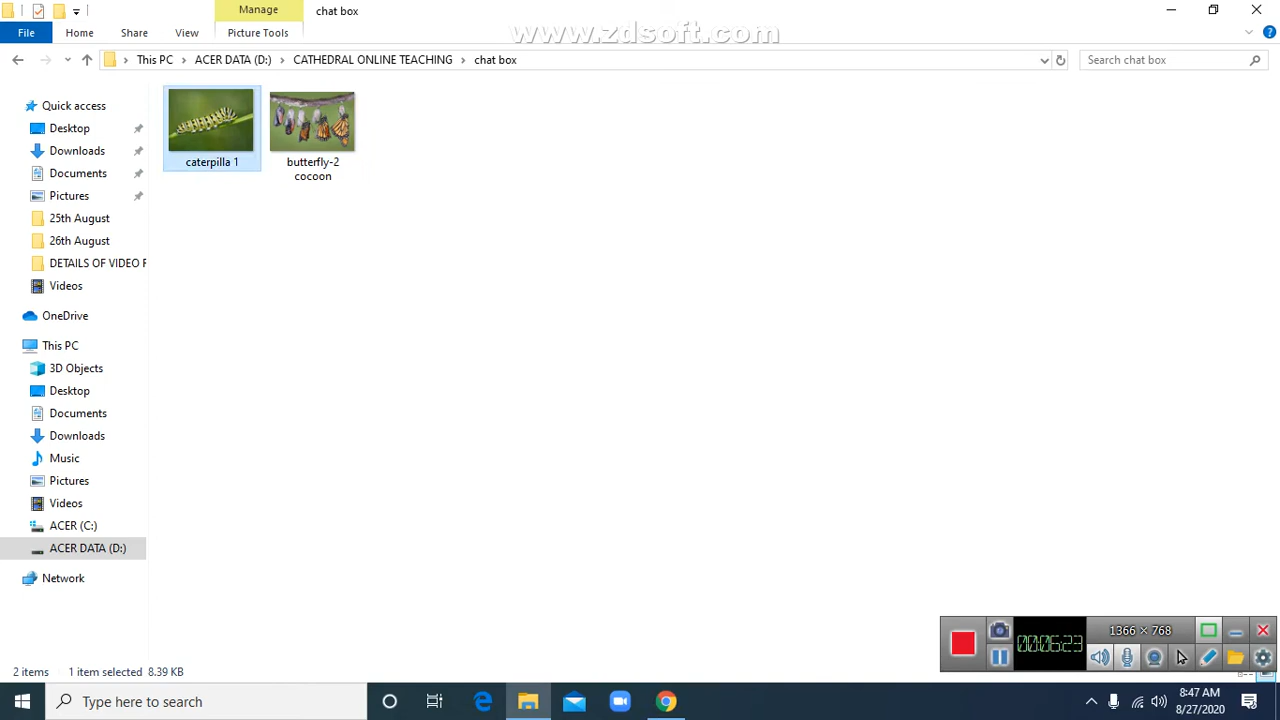 Manage
chat box
www.zdsoft.com
File
Home
Share
View
Picture Tools
This PC
ACER DATA (D:)
CATHEDRAL ONLINE TEACHING
chat box
Search chat box
Quick access
Desktop
Downloads
Documents
Pictures
25th August
26th August
DETAILS OF VIDEO F
Videos
OneDrive
This PC
3D Objects
Desktop
Documents
Downloads
Music
Pictures
Videos
ACER (C:)
ACER DATA (D:)
Network
caterpilla 1
butterfly-2
cocoon
1366 × 768
00:06:23
2 items
1 item selected 8.39 KB
Type here to search
8:47 AM
8/27/2020